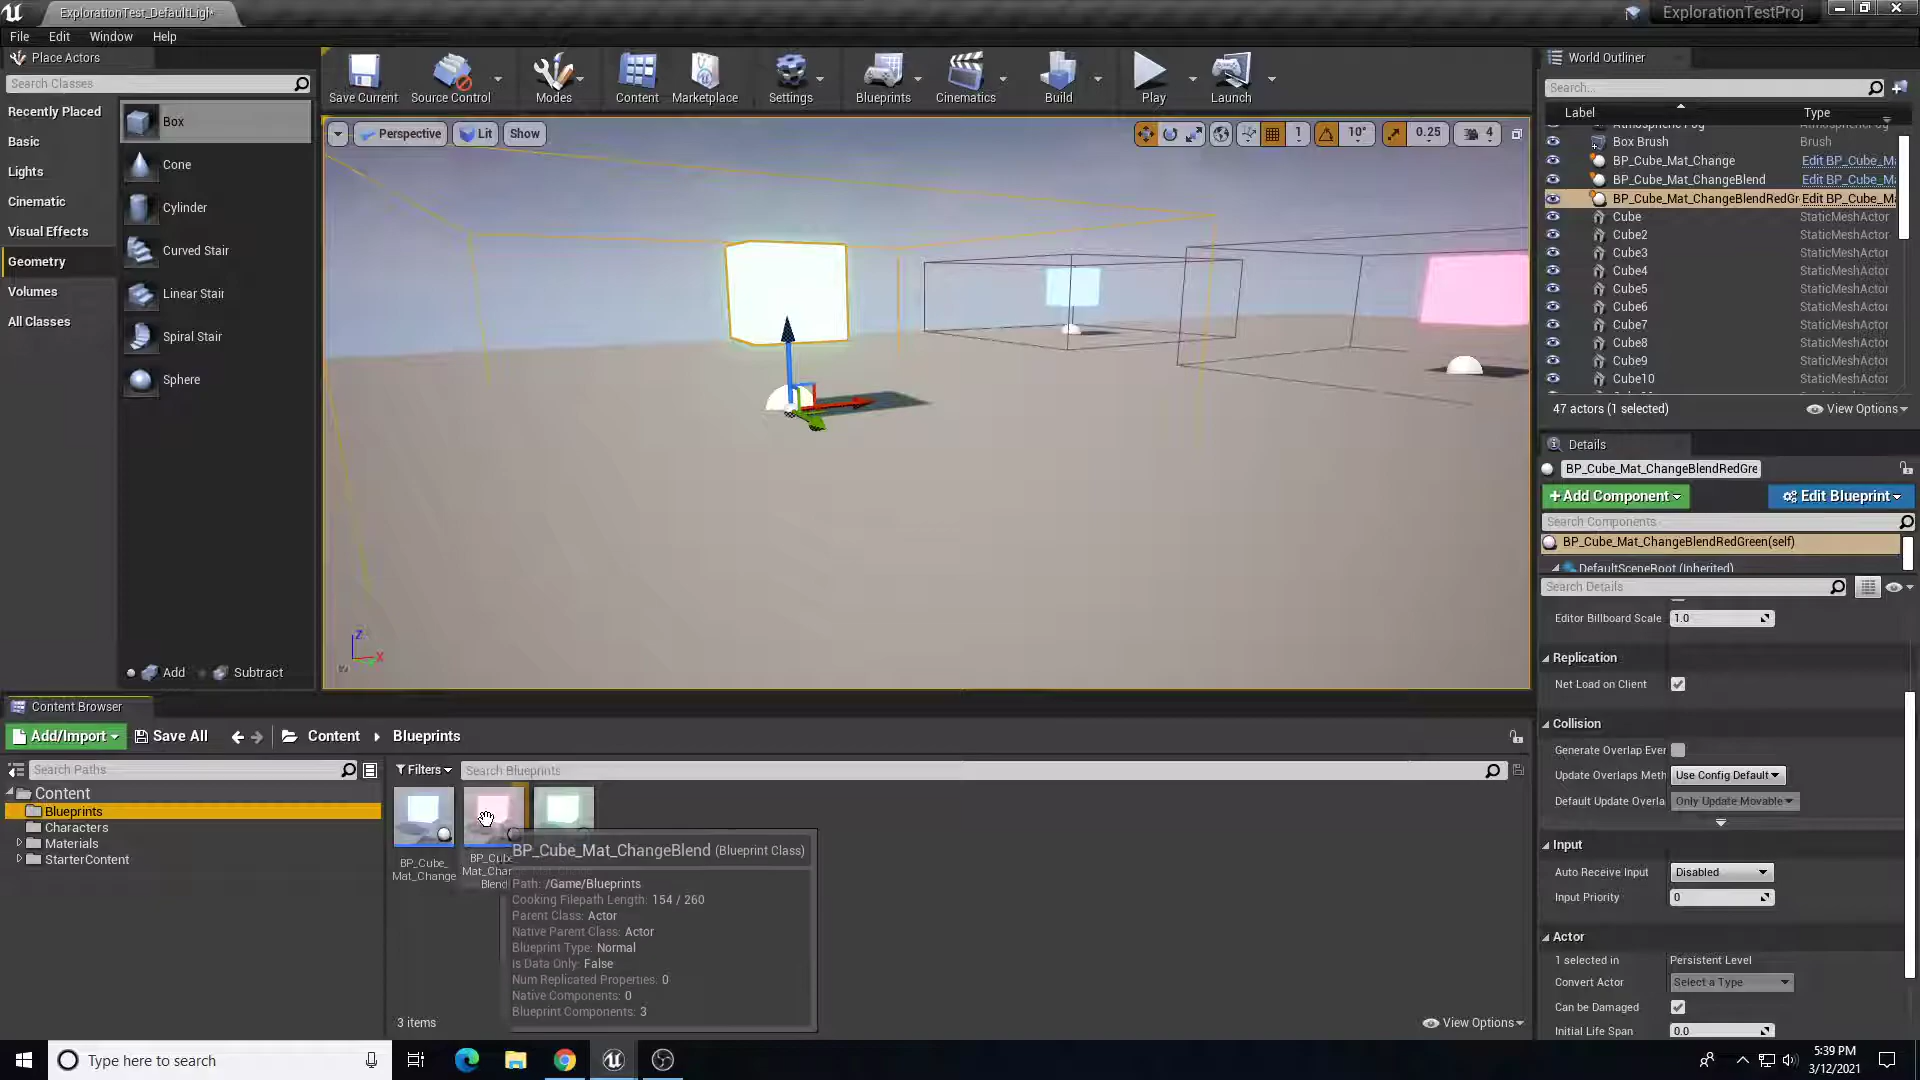 ExplorationTest_DefaultLigh*
ExplorationTestProj
File Edit Window Help
Place Actors
Search Classes
Recently Placed
Basic
Lights
Cinematic
Visual Effects
Geometry
Volumes
All Classes
Box
Cone
Cylinder
Curved Stair
Linear Stair
Spiral Stair
Sphere
Add Subtract
Save Current Source Control Modes Content Marketplace Settings Blueprints Cinematics Build Play Launch
Perspective Lit Show
1 10° 0.25 4
Z
X
World Outliner
Search...
Label Type
Atmospheric Fog
Box Brush Brush
BP_Cube_Mat_Change Edit BP_Cube_Ma
BP_Cube_Mat_ChangeBlend Edit BP_Cube_Ma
BP_Cube_Mat_ChangeBlendRedGr Edit BP_Cube_Ma
Cube StaticMeshActor
Cube2 StaticMeshActor
Cube3 StaticMeshActor
Cube4 StaticMeshActor
Cube5 StaticMeshActor
Cube6 StaticMeshActor
Cube7 StaticMeshActor
Cube8 StaticMeshActor
Cube9 StaticMeshActor
Cube10 StaticMeshActor
47 actors (1 selected) View Options
Details
BP_Cube_Mat_ChangeBlendRedGre
+Add Component Edit Blueprint
Search Components
BP_Cube_Mat_ChangeBlendRedGreen(self)
DefaultSceneRoot (Inherited)
Search Details
Editor Billboard Scale 1.0
Replication
Net Load on Client
Collision
Generate Overlap Ever
Update Overlaps Meth Use Config Default
Default Update Overla Only Update Movable
Input
Auto Receive Input Disabled
Input Priority 0
Actor
1 selected in Persistent Level
Convert Actor Select a Type
Can be Damaged
Initial Life Span 0.0
Content Browser
Add/Import Save All Content Blueprints
Search Paths
Content
Blueprints
Characters
Materials
StarterContent
Filters Search Blueprints
BP_Cube_
Mat_Change
BP_Cube
Mat_Chan
Blend
BP_Cube_Mat_ChangeBlend (Blueprint Class)
Path: /Game/Blueprints
Cooking Filepath Length: 154 / 260
Parent Class: Actor
Native Parent Class: Actor
Blueprint Type: Normal
Is Data Only: False
Num Replicated Properties: 0
Native Components: 0
Blueprint Components: 3
3 items View Options
Type here to search
5:39 PM
3/12/2021